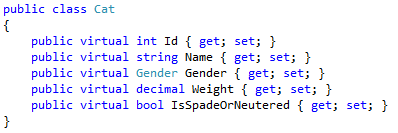 public class Cat
{
    public virtual int Id { get; set; }
    public virtual string Name { get; set; }
    public virtual Gender Gender { get; set; }
    public virtual decimal Weight { get; set; }
    public virtual bool IsSpadeOrNeutered { get; set; }
}